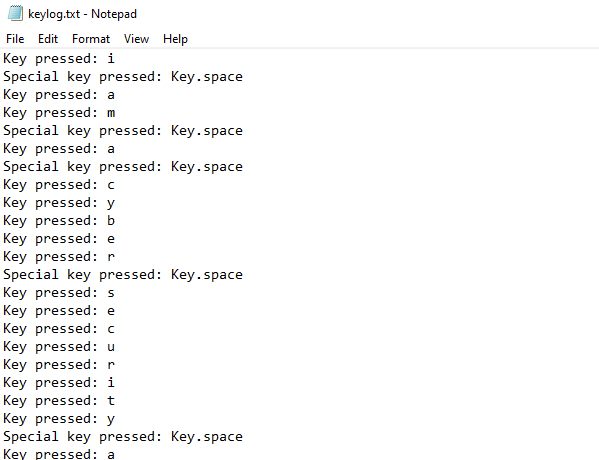 keylog.txt - Notepad
File Edit Format View Help
Key pressed: i
Special key pressed: Key.space
Key pressed: a
Key pressed: m
Special key pressed: Key.space
Key pressed: a
Special key pressed: Key.space
Key pressed: c
Key pressed: y
Key pressed: b
Key pressed: e
Key pressed: r
Special key pressed: Key.space
Key pressed: s
Key pressed: e
Key pressed: c
Key pressed: u
Key pressed: r
Key pressed: i
Key pressed: t
Key pressed: y
Special key pressed: Key.space
Key pressed: a